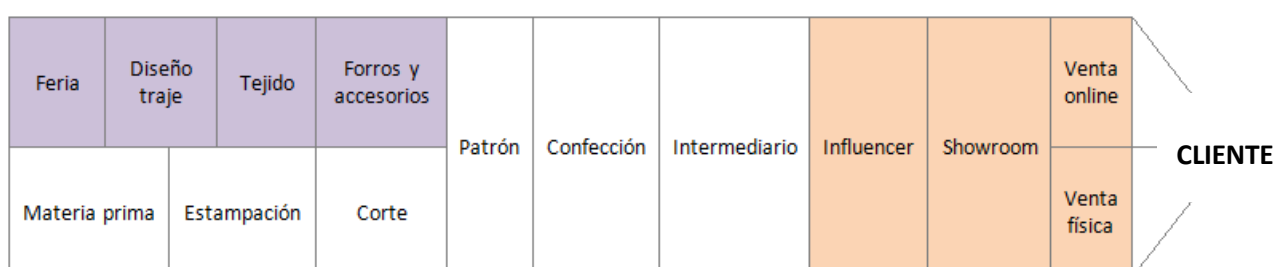 Feria
Diseño
traje
Tejido
Forros y
accesorios
Patrón
Confección
Intermediario
Influencer
Showroom
Venta
online
CLIENTE
Materia prima
Estampación
Corte
Venta
física